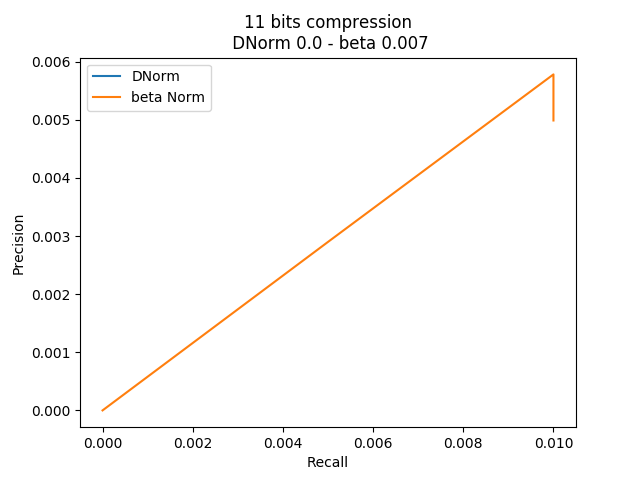 11 bits compression
DNorm 0.0 - beta 0.007
DNorm
beta Norm
Precision
0.006
0.005
0.004
0.003
0.002
0.001
0.000
0.000 0.002 0.004 0.006 0.008 0.010
Recall